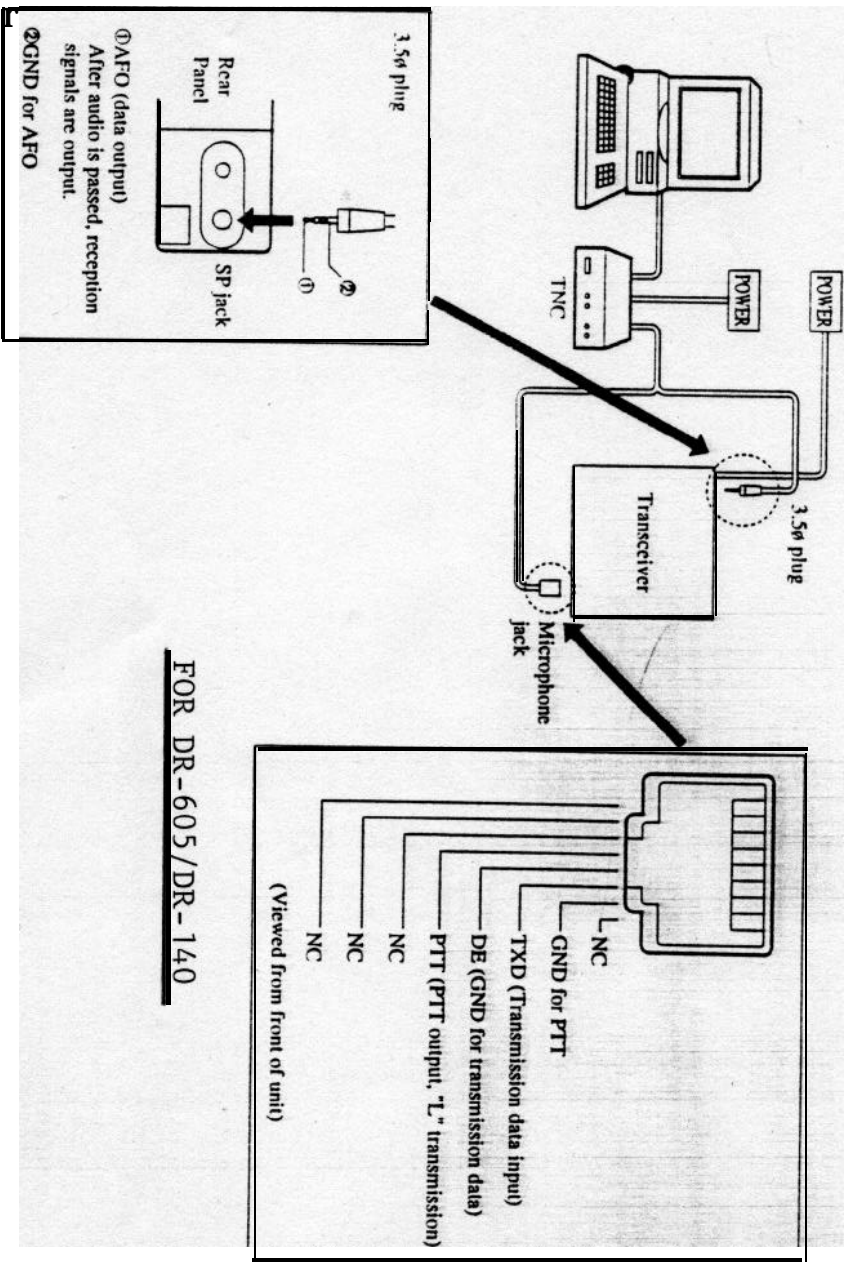 POWER
POWER
TNC
3.5ø plug
Transceiver
Microphone
jack
NC
GND for PTT
TXD (Transmission data input)
DE (GND for transmission data)
PTT (PTT output, "L" transmission)
NC
NC
NC
(Viewed from front of unit)
3.5ø plug
②
①
Rear
Panel
SP jack
①AFO (data output)
After audio is passed, reception
signals are output.
②GND for AFO
FOR DR-605/DR-140